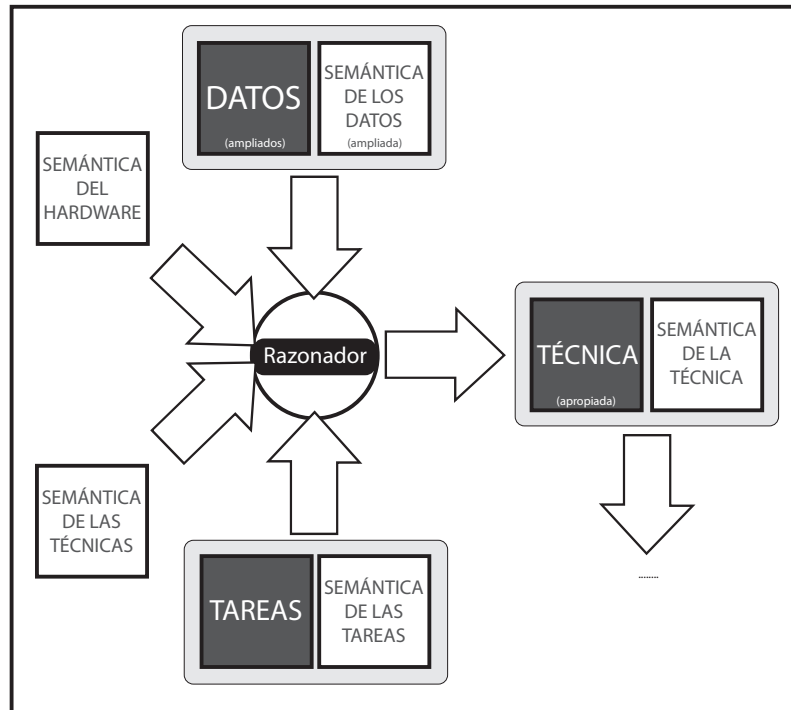 DATOS
(ampliados)
SEMÁNTICA
DE LOS
DATOS
(ampliada)
SEMÁNTICA
DEL
HARDWARE
Razonador
TÉCNICA
(apropiada)
SEMÁNTICA
DE LA
TÉCNICA
SEMÁNTICA
DE LAS
TÉCNICAS
TAREAS
SEMÁNTICA
DE LAS
TAREAS
........